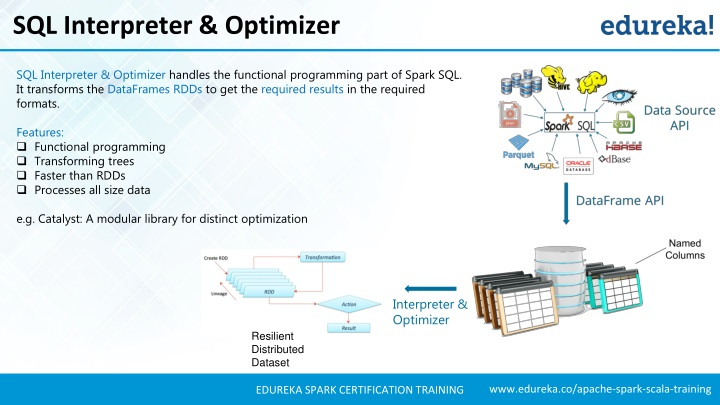 SQL Interpreter & Optimizer
edureka!
SQL Interpreter & Optimizer handles the functional programming part of Spark SQL.
It transforms the DataFrames RDDs to get the required results in the required
formats.
Features:
❑ Functional programming
❑ Transforming trees
❑ Faster than RDDs
❑ Processes all size data
e.g. Catalyst: A modular library for distinct optimization
HIVE
Spark SQL
CSV
Parquet
MySQL
ORACLE
DATABASE
APACHE
HBASE
dBase
Data Source
API
DataFrame API
Named
Columns
Interpreter &
Optimizer
Create RDD
Transformation
Lineage
RDD
Action
Result
Resilient
Distributed
Dataset
EDUREKA SPARK CERTIFICATION TRAINING
www.edureka.co/apache-spark-scala-training